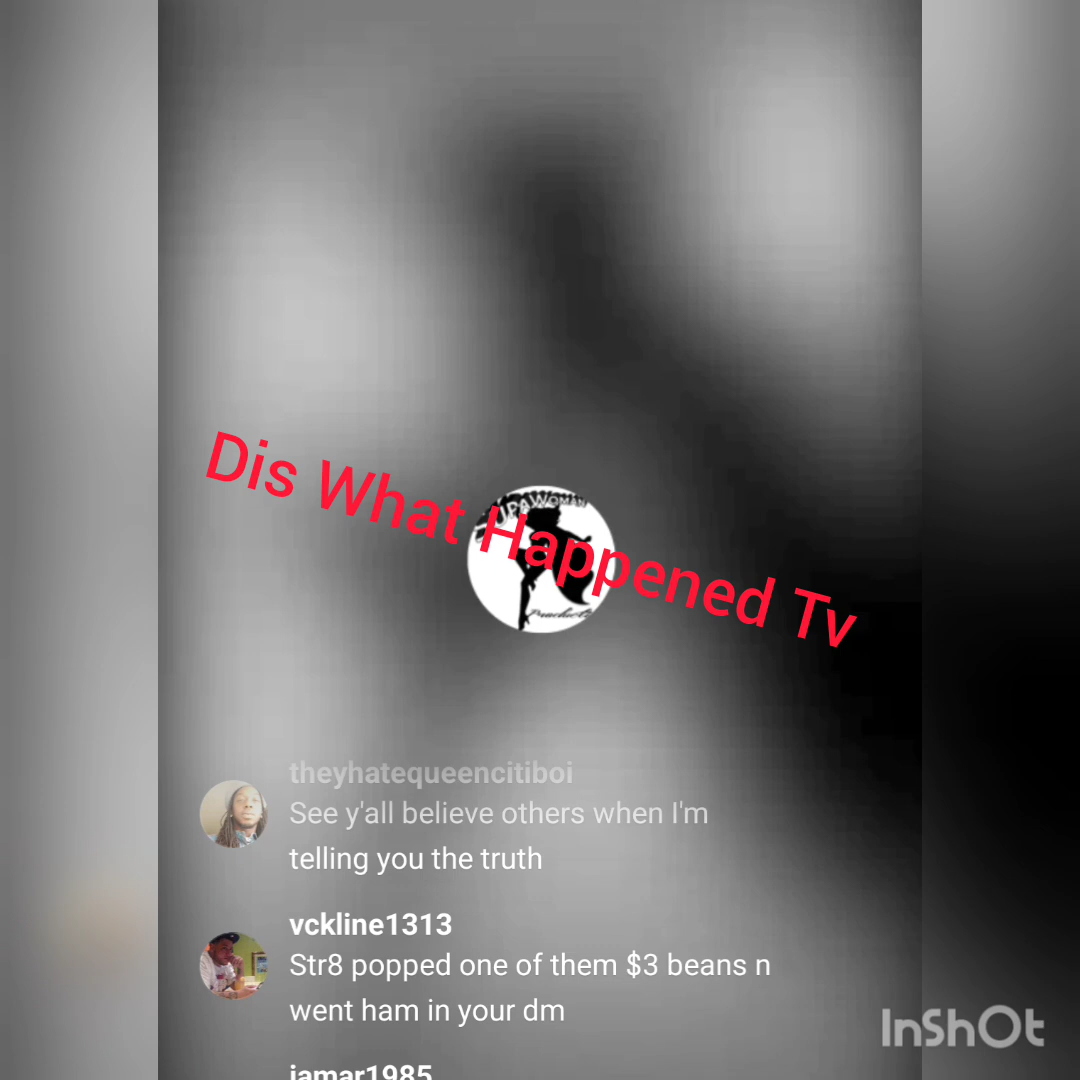 Dis What Happened Tv
theyhatequeencitiboi
See y'all believe others when I'm
telling you the truth
vckline1313
Str8 popped one of them $3 beans n
went ham in your dm
jamar1985
InShOt